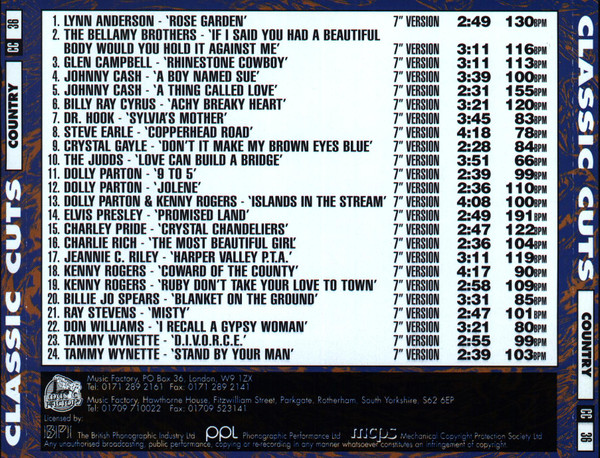 CLASSIC CUTS COUNTRY CC 36
1. LYNN ANDERSON - 'ROSE GARDEN' 7" VERSION 2:49 130BPM
2. THE BELLAMY BROTHERS - 'IF I SAID YOU HAD A BEAUTIFUL
BODY WOULD YOU HOLD IT AGAINST ME' 7" VERSION 3:11 116BPM
3. GLEN CAMPBELL - 'RHINESTONE COWBOY' 7" VERSION 3:11 113BPM
4. JOHNNY CASH - 'A BOY NAMED SUE' 7" VERSION 3:39 100BPM
5. JOHNNY CASH - 'A THING CALLED LOVE' 7" VERSION 2:31 155BPM
6. BILLY RAY CYRUS - 'ACHY BREAKY HEART' 7" VERSION 3:21 120BPM
7. DR. HOOK - 'SYLVIA'S MOTHER' 7" VERSION 3:45 83BPM
8. STEVE EARLE - 'COPPERHEAD ROAD' 7" VERSION 4:18 78BPM
9. CRYSTAL GAYLE - 'DON'T IT MAKE MY BROWN EYES BLUE' 7" VERSION 2:28 84BPM
10. THE JUDDS - 'LOVE CAN BUILD A BRIDGE' 7" VERSION 3:51 66BPM
11. DOLLY PARTON - '9 TO 5' 7" VERSION 2:39 99BPM
12. DOLLY PARTON - 'JOLENE' 7" VERSION 2:36 110BPM
13. DOLLY PARTON & KENNY ROGERS - 'ISLANDS IN THE STREAM' 7" VERSION 4:08 100BPM
14. ELVIS PRESLEY - 'PROMISED LAND' 7" VERSION 2:49 191BPM
15. CHARLEY PRIDE - 'CRYSTAL CHANDELIERS' 7" VERSION 2:47 122BPM
16. CHARLIE RICH - 'THE MOST BEAUTIFUL GIRL' 7" VERSION 2:36 104BPM
17. JEANNIE C. RILEY - 'HARPER VALLEY P.T.A.' 7" VERSION 3:11 119BPM
18. KENNY ROGERS - 'COWARD OF THE COUNTY' 7" VERSION 4:17 90BPM
19. KENNY ROGERS - 'RUBY DON'T TAKE YOUR LOVE TO TOWN' 7" VERSION 2:58 109BPM
20. BILLIE JO SPEARS - 'BLANKET ON THE GROUND' 7" VERSION 3:31 85BPM
21. RAY STEVENS - 'MISTY' 7" VERSION 2:47 101BPM
22. DON WILLIAMS - 'I RECALL A GYPSY WOMAN' 7" VERSION 3:21 80BPM
23. TAMMY WYNETTE - 'D.I.V.O.R.C.E.' 7" VERSION 2:55 99BPM
24. TAMMY WYNETTE - 'STAND BY YOUR MAN' 7" VERSION 2:39 103BPM
Music Factory, PO Box 36, London, W9 1ZX
Tel: 0171 289 2161 Fax: 0171 289 2141
Music Factory, Hawthorne House, Fitzwilliam Street, Parkgate, Rotherham, South Yorkshire, S62 6EP
Tel: 01709 710022 Fax: 01709 523141
Licensed by:
BPI The British Phonographic Industry Ltd PPL Phonographic Performance Ltd mcps Mechanical Copyright Protection Society Ltd
Any unauthorised broadcasting, public performance, copying or re-recording in any manner whatsoever constitutes an infringement of copyright.
CLASSIC CUTS COUNTRY CC 36